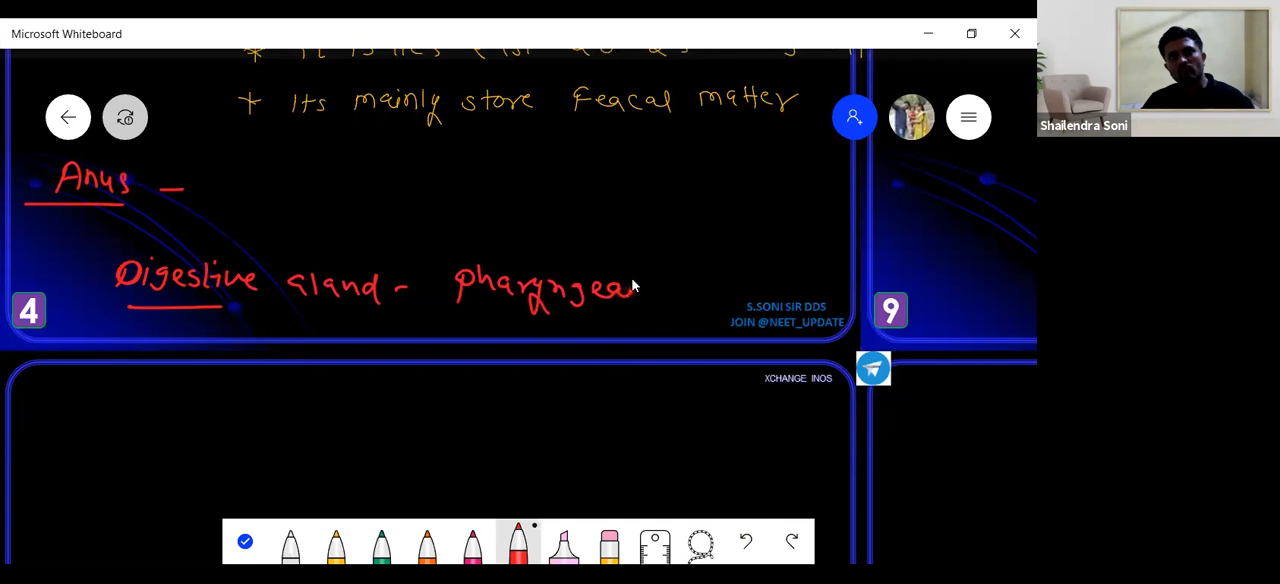 Microsoft Whiteboard
* Its mainly store Feacal matter
Anus –
Digestive Gland - Pharyngea
4
S.SONI SIR DDS
JOIN @NEET_UPDATE
9
XCHANGE INOS
Shailendra Soni